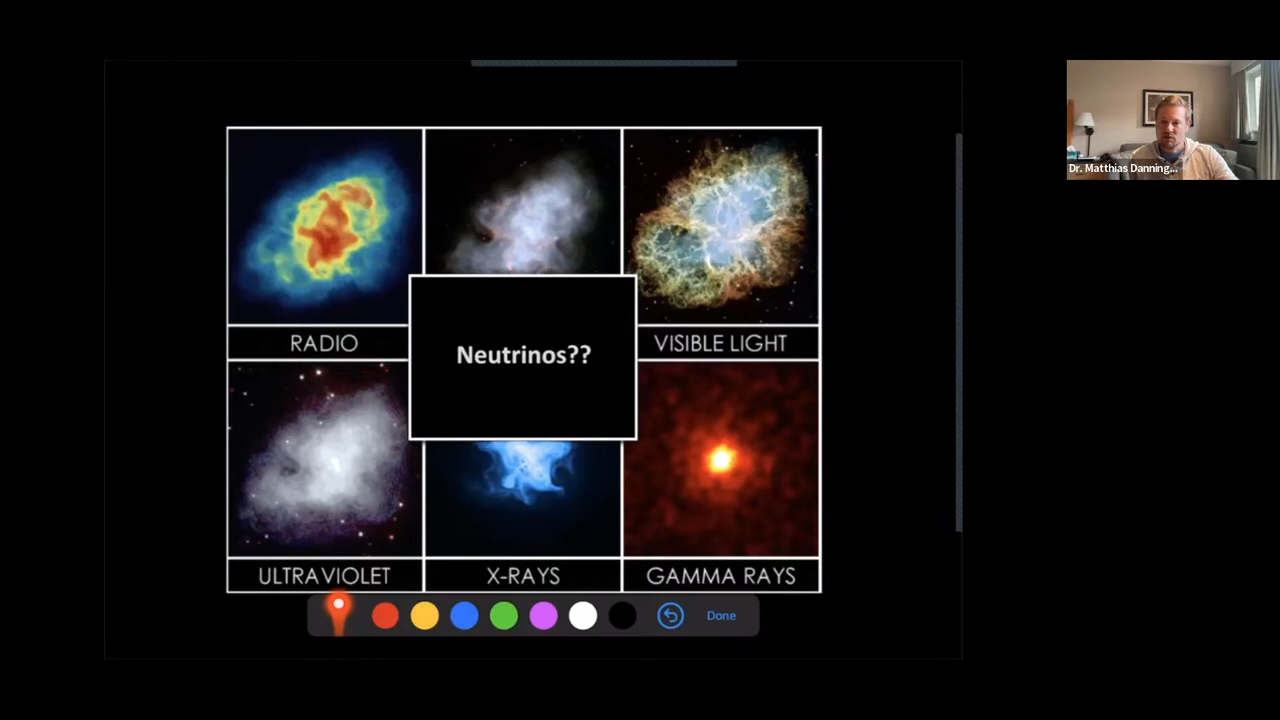 Dr. Matthias Danning...
RADIO
VISIBLE LIGHT
Neutrinos??
ULTRAVIOLET
X-RAYS
GAMMA RAYS
Done